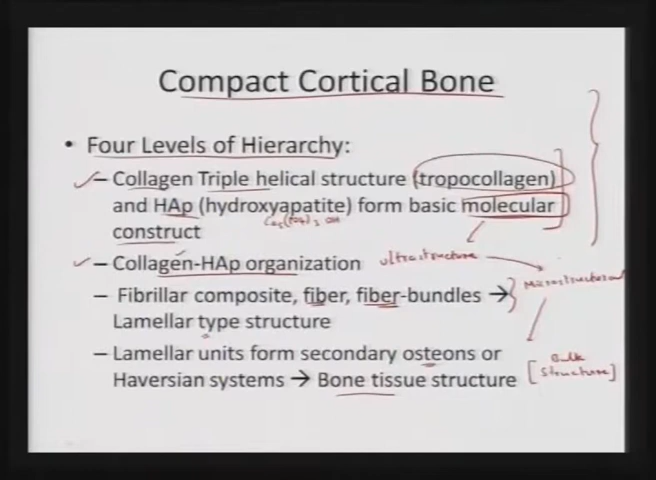 Compact Cortical Bone
• Four Levels of Hierarchy:
– Collagen Triple helical structure (tropocollagen)
and HAp (hydroxyapatite) form basic molecular
Ca5(PO4)3 OH
construct
– Collagen-HAp organization
ultrastructure
– Fibrillar composite, fiber, fiber-bundles →
Microstructural
Lamellar type structure
– Lamellar units form secondary osteons or
Bulk
Haversian systems → Bone tissue structure
[structure]